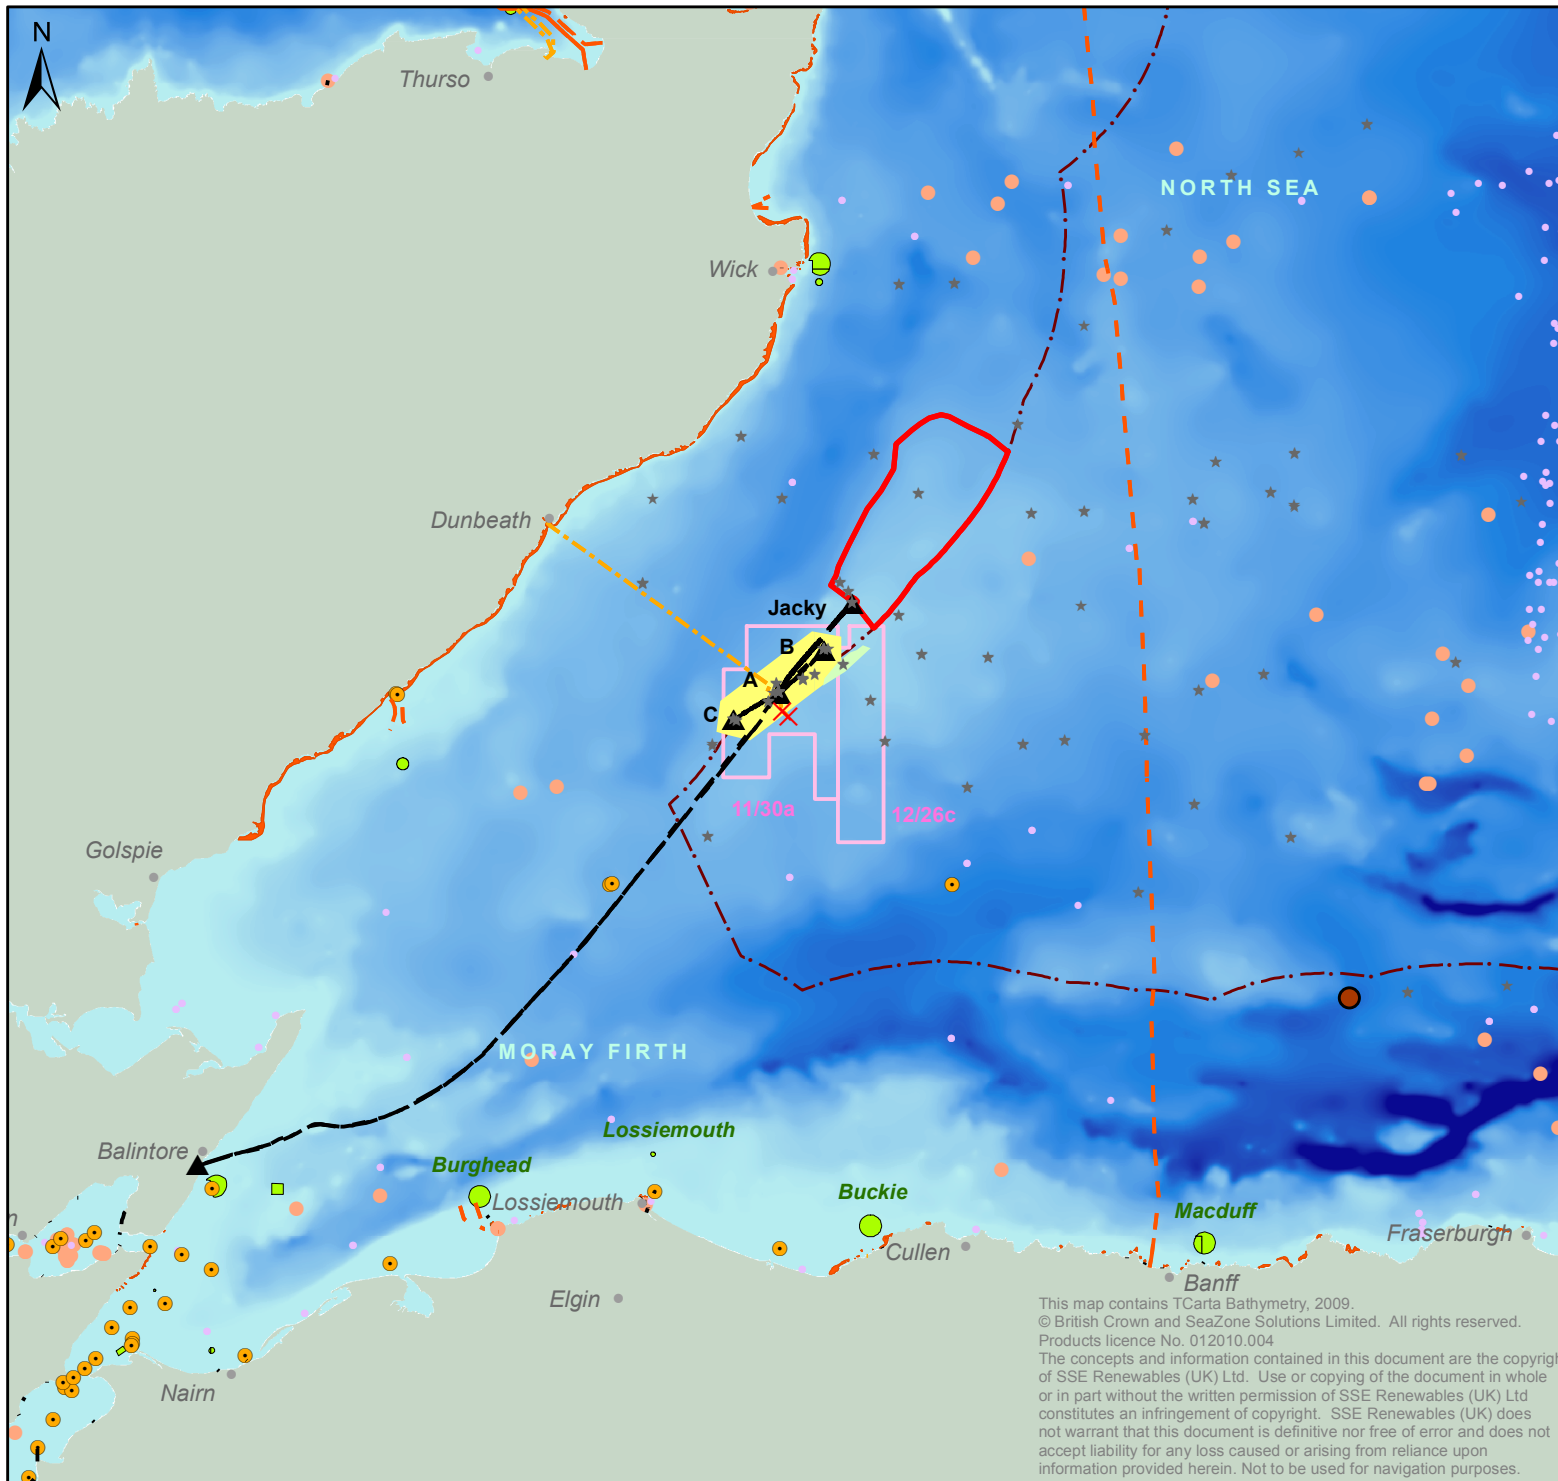 N
Thurso
NORTH SEA
Wick
Dunbeath
Jacky
B
A
C
11/30a
12/26c
Golspie
MORAY FIRTH
Balintore
Lossiemouth
Burghead
Lossiemouth
Buckie
Macduff
Cullen
Fraserburgh
Banff
Elgin
Nairn
n
This map contains TCarta Bathymetry, 2009.
© British Crown and SeaZone Solutions Limited. All rights reserved.
Products licence No. 012010.004
The concepts and information contained in this document are the copyrigh
of SSE Renewables (UK) Ltd. Use or copying of the document in whole
or in part without the written permission of SSE Renewables (UK) Ltd
constitutes an infringement of copyright. SSE Renewables (UK) does
not warrant that this document is definitive nor free of error and does not
accept liability for any loss caused or arising from reliance upon
information provided herein. Not to be used for navigation purposes.